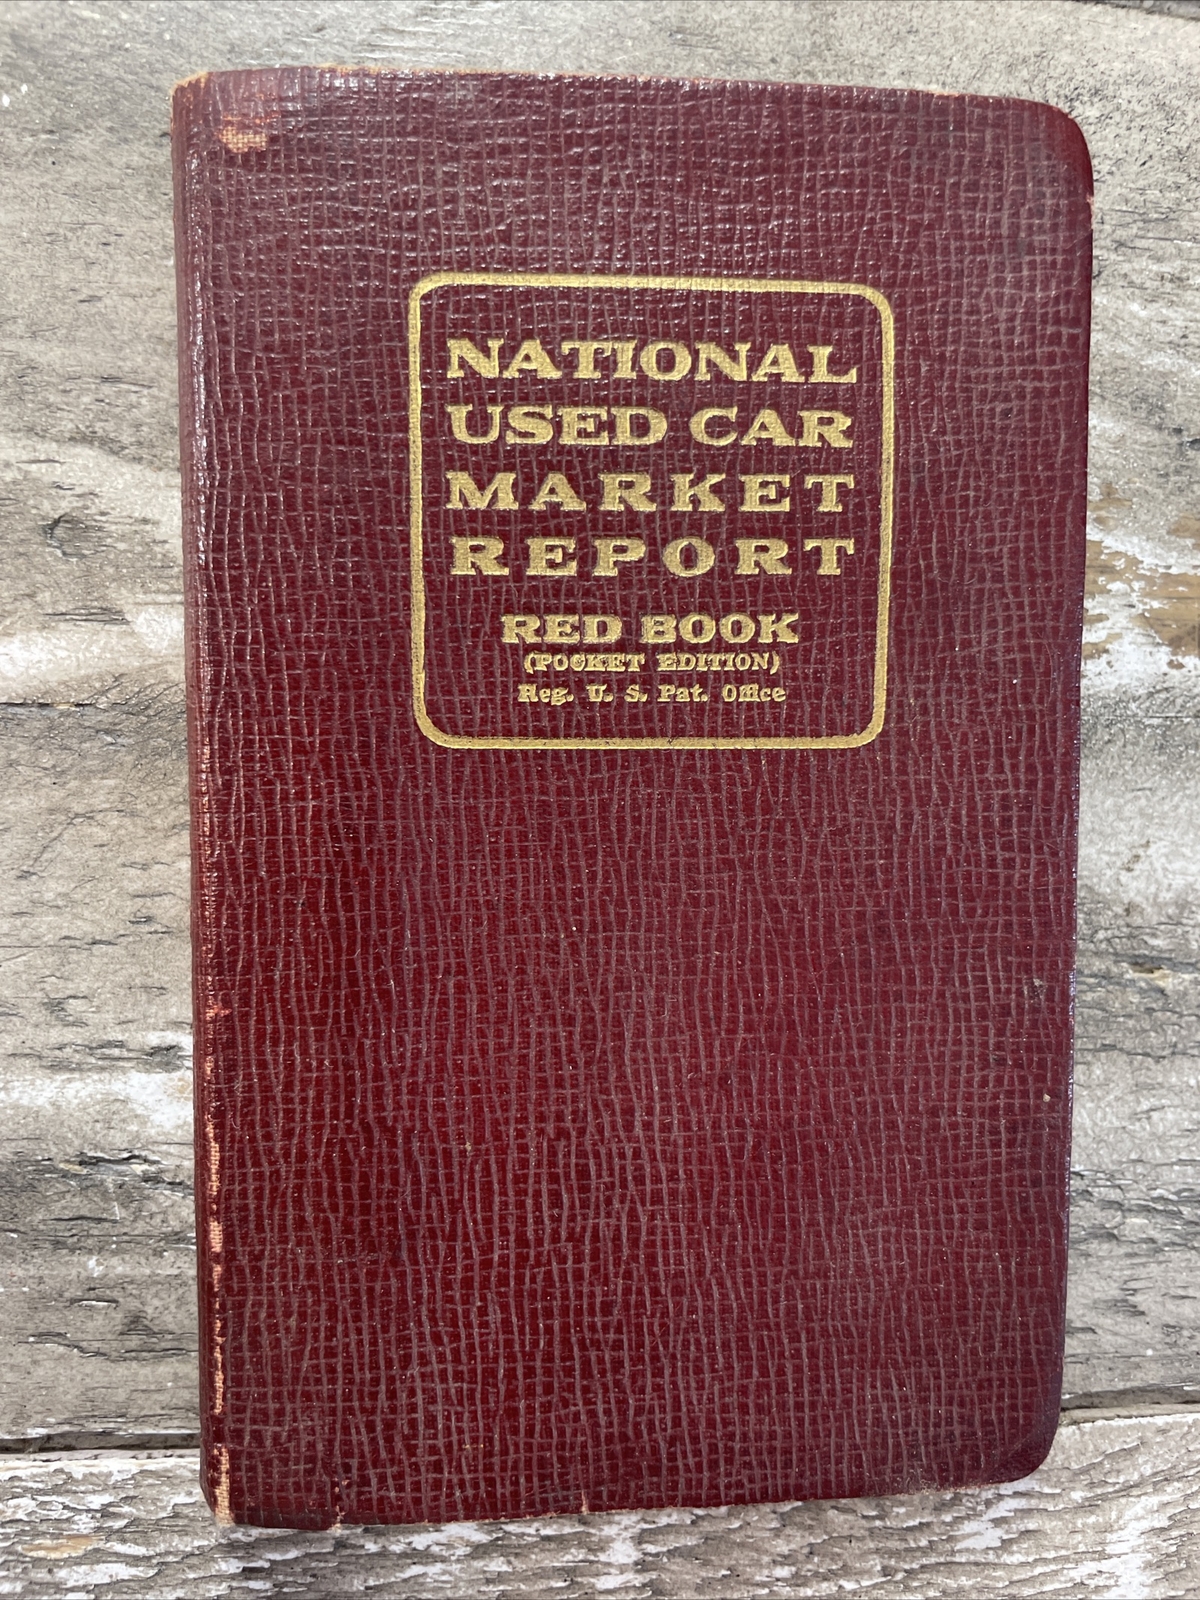 NATIONAL
USED CAR
MARKET
REPORT
RED BOOK
(POCKET EDITION)
Reg. U. S. Pat. Office